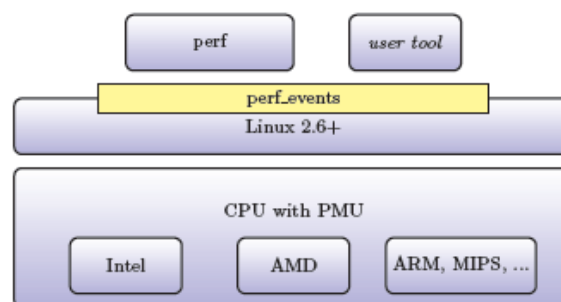 perf
user tool
perf_events
Linux 2.6+
CPU with PMU
Intel
AMD
ARM, MIPS, ...